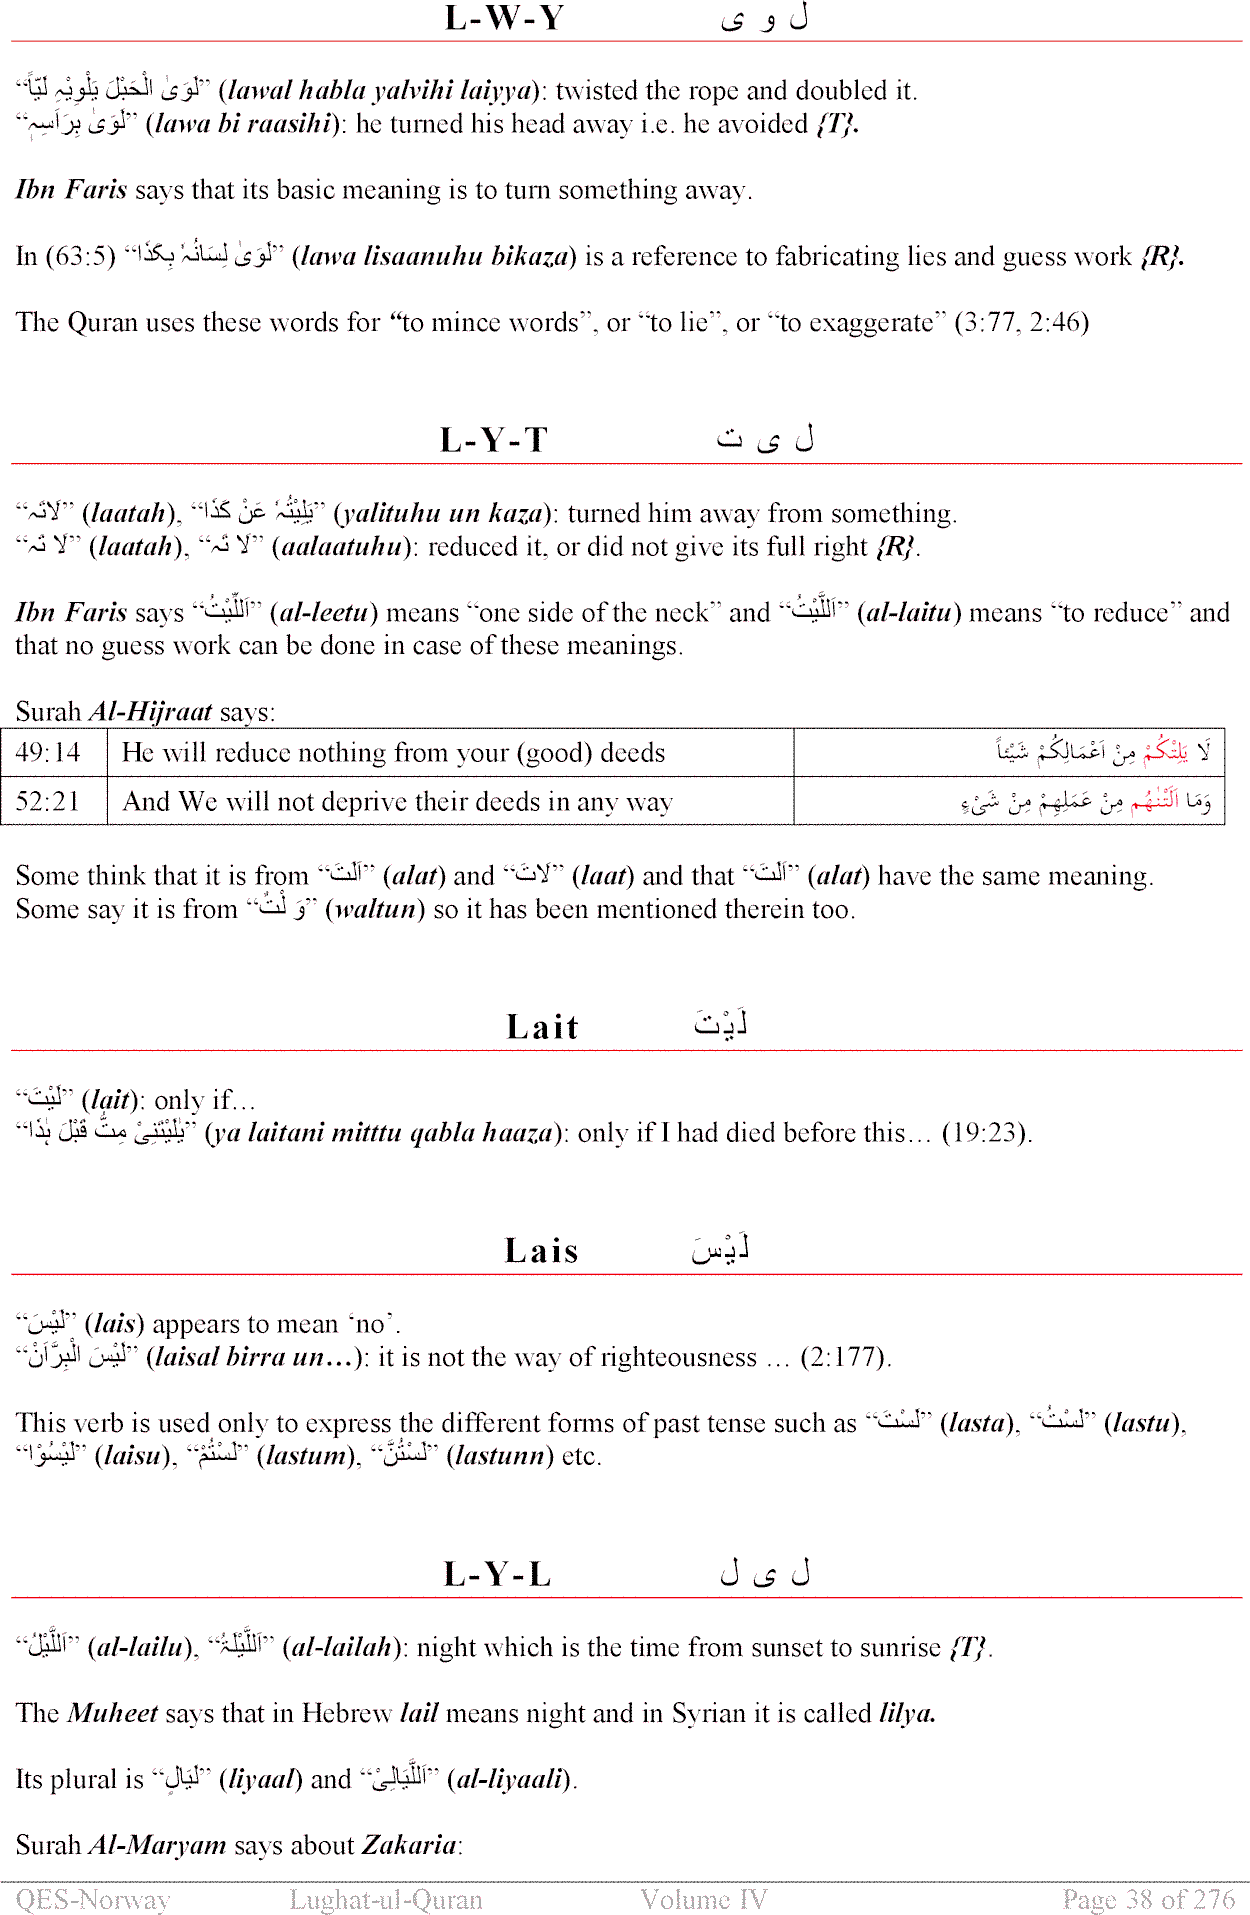 L-W-Y ل و ی
“لَوَیٰ الْحَبْلَ یَلْوِیْہِ لَیّاً” (lawal habla yalvihi laiyya): twisted the rope and doubled it.
“لَوَیٰ بِرَاَسِہٖ” (lawa bi raasihi): he turned his head away i.e. he avoided {T}.
Ibn Faris says that its basic meaning is to turn something away.
In (63:5) “لَوَیٰ لِسَانُہٗ بِکَذَا” (lawa lisaanuhu bikaza) is a reference to fabricating lies and guess work {R}.
The Quran uses these words for “to mince words”, or “to lie”, or “to exaggerate” (3:77, 2:46)
L-Y-T ل ی ت
“لَاتَہ” (laatah), “یَلِیْتُہٗ عَنْ کَذَا” (yalituhu un kaza): turned him away from something.
“لَا تَہ” (laatah), “لَا تَہ” (aalaatuhu): reduced it, or did not give its full right {R}.
Ibn Faris says “اَللِّیْتُ” (al-leetu) means “one side of the neck” and “اَللَّیْتُ” (al-laitu) means “to reduce” and
that no guess work can be done in case of these meanings.
Surah Al-Hijraat says:
49:14 He will reduce nothing from your (good) deeds لَا یَلِتْکُمْ مِنْ اَعْمَالِکُمْ شَیْئاً
52:21 And We will not deprive their deeds in any way وَمَا اَلَتْنٰھُم مِنْ عَمَلِھِمْ مِنْ شَیْءٍ
Some think that it is from “اَلَتَ” (alat) and “لَاتَ” (laat) and that “اَلَتَ” (alat) have the same meaning.
Some say it is from “وَ لْتٌ” (waltun) so it has been mentioned therein too.
Lait لَیْتَ
“لَیْتَ” (lait): only if…
“یٰلَیْتَنِیْ مِتُّ قَبْلَ ہٰذَا” (ya laitani mitttu qabla haaza): only if I had died before this… (19:23).
Lais لَیْسَ
“لَیْسَ” (lais) appears to mean ‘no’.
“لَیْسَ الْبِرَّاَنْ” (laisal birra un…): it is not the way of righteousness … (2:177).
This verb is used only to express the different forms of past tense such as “لَسْتَ” (lasta), “لَسْتُ” (lastu),
“لَیْسُوْا” (laisu), “لَسْتُمْ” (lastum), “لَسْتُنَّ” (lastunn) etc.
L-Y-L ل ی ل
“اَللَّیْلُ” (al-lailu), “اَللَّیْلَۃُ” (al-lailah): night which is the time from sunset to sunrise {T}.
The Muheet says that in Hebrew lail means night and in Syrian it is called lilya.
Its plural is “لَیَالٍ” (liyaal) and “اَللَّیَالِیْ” (al-liyaali).
Surah Al-Maryam says about Zakaria:
QES-Norway Lughat-ul-Quran Volume IV Page 38 of 276